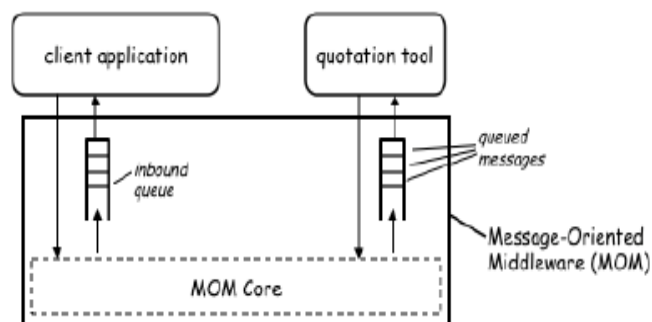 client application
quotation tool
queued
messages
inbound
queue
Message-Oriented
Middleware (MOM)
MOM Core